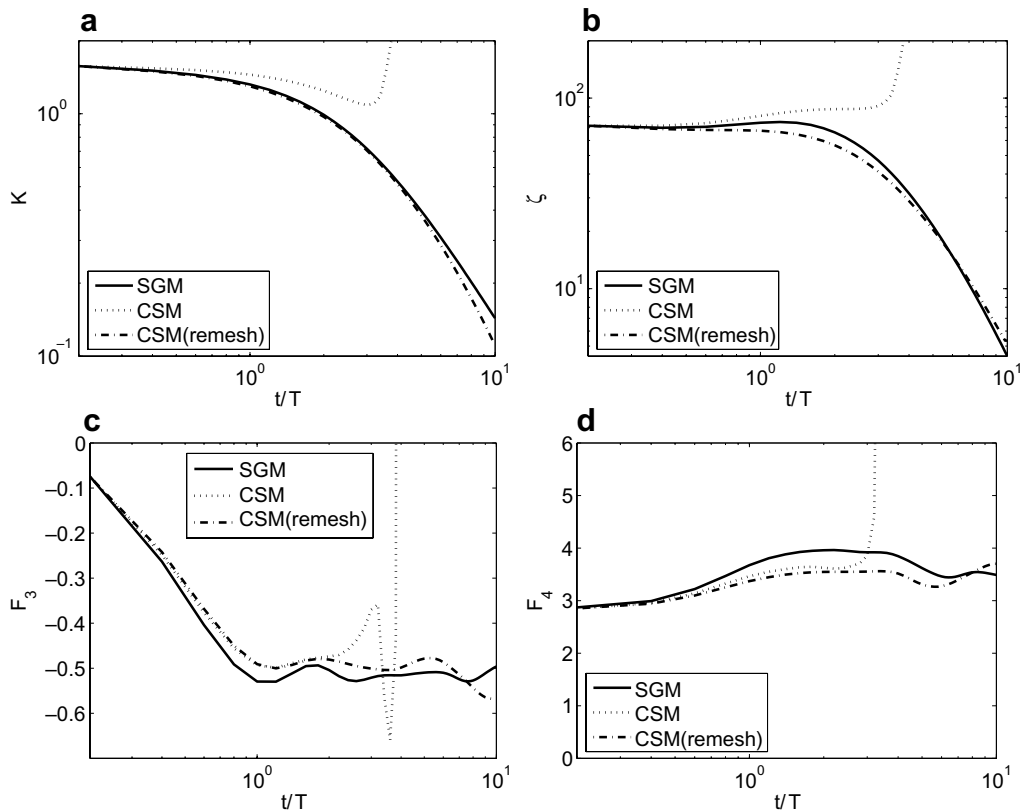 a
10^0
10^–1
K
SGM
CSM
CSM(remesh)
10^0
10^1
t/T
b
10^2
10^1
ζ
SGM
CSM
CSM(remesh)
10^0
10^1
t/T
c
0
–0.1
–0.2
–0.3
–0.4
–0.5
–0.6
F_3
SGM
CSM
CSM(remesh)
10^0
10^1
t/T
d
6
5
4
3
2
1
0
F_4
SGM
CSM
CSM(remesh)
10^0
10^1
t/T